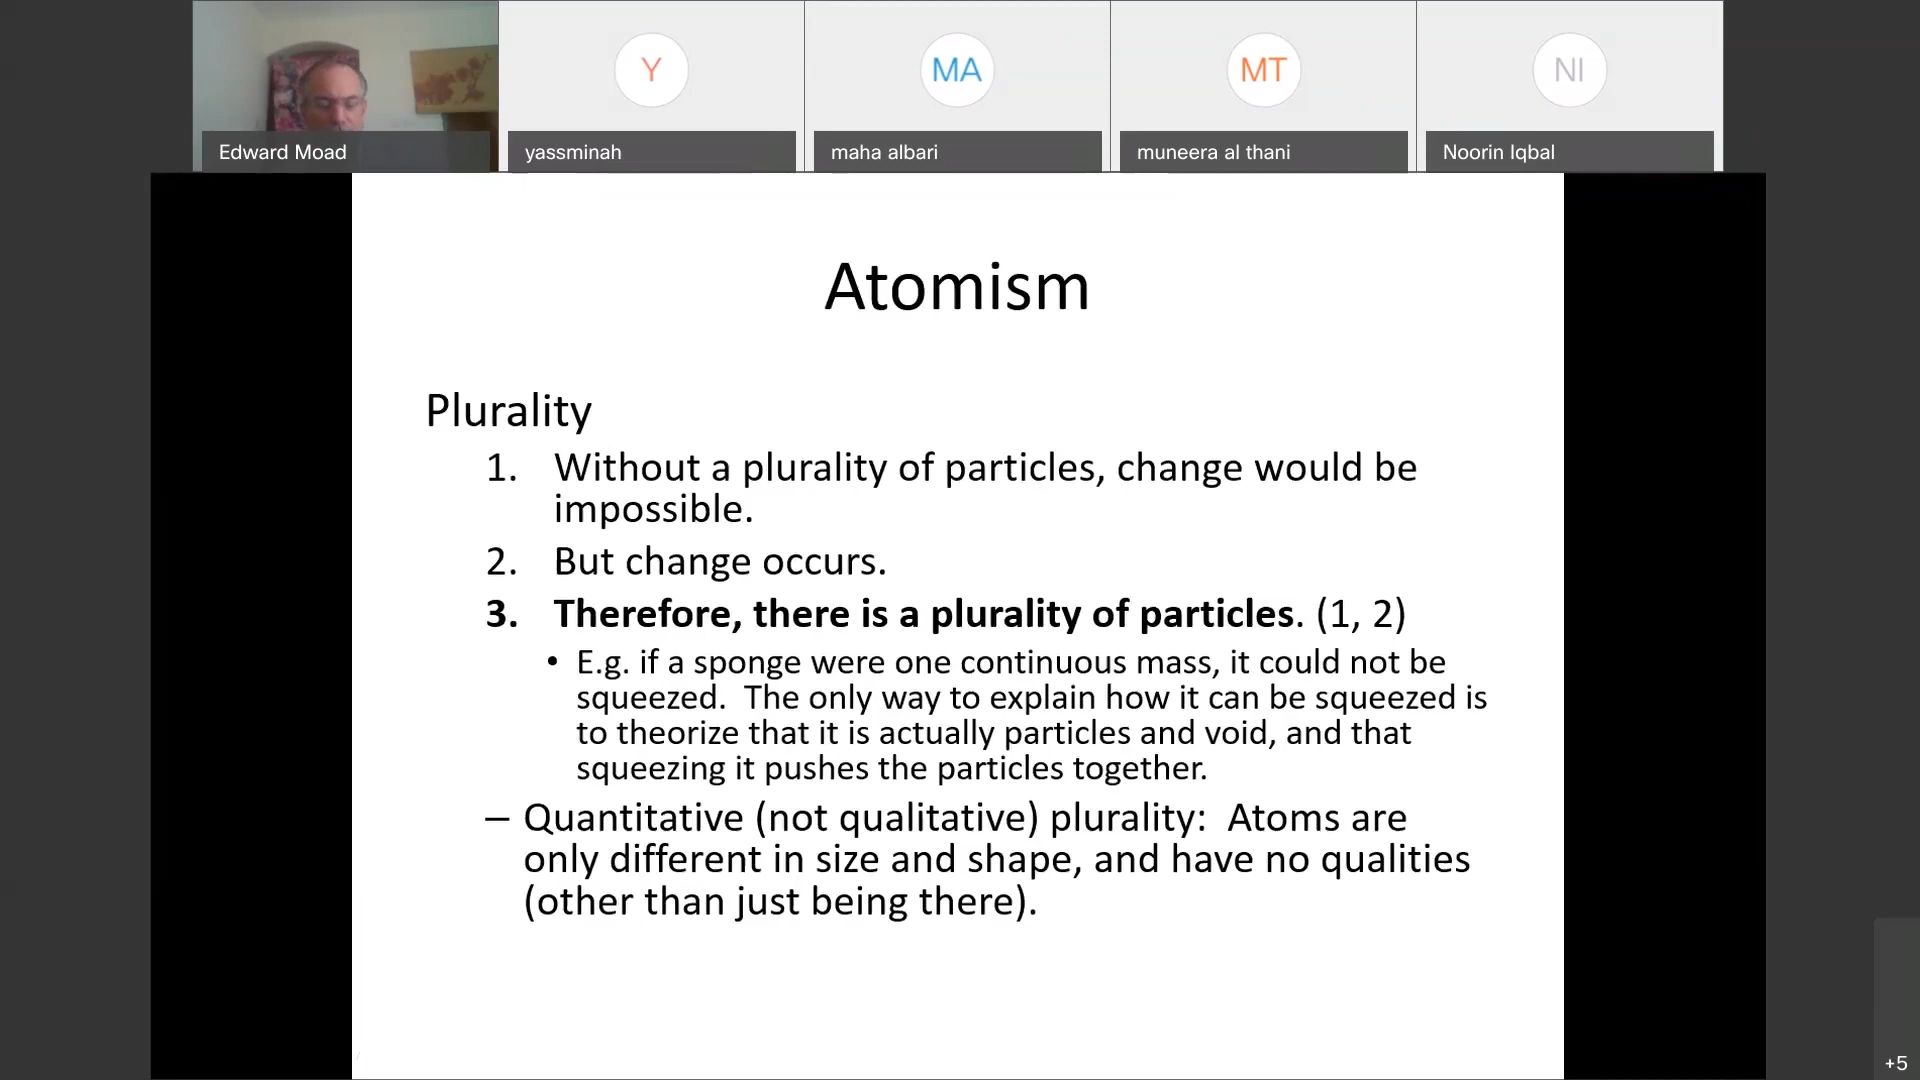 Y
MA
MT
NI
Edward Moad
yassminah
maha albari
muneera al thani
Noorin Iqbal
Atomism
Plurality
1. Without a plurality of particles, change would be
impossible.
2. But change occurs.
3. Therefore, there is a plurality of particles. (1, 2)
• E.g. if a sponge were one continuous mass, it could not be
squeezed.  The only way to explain how it can be squeezed is
to theorize that it is actually particles and void, and that
squeezing it pushes the particles together.
– Quantitative (not qualitative) plurality:  Atoms are
only different in size and shape, and have no qualities
(other than just being there).
+5